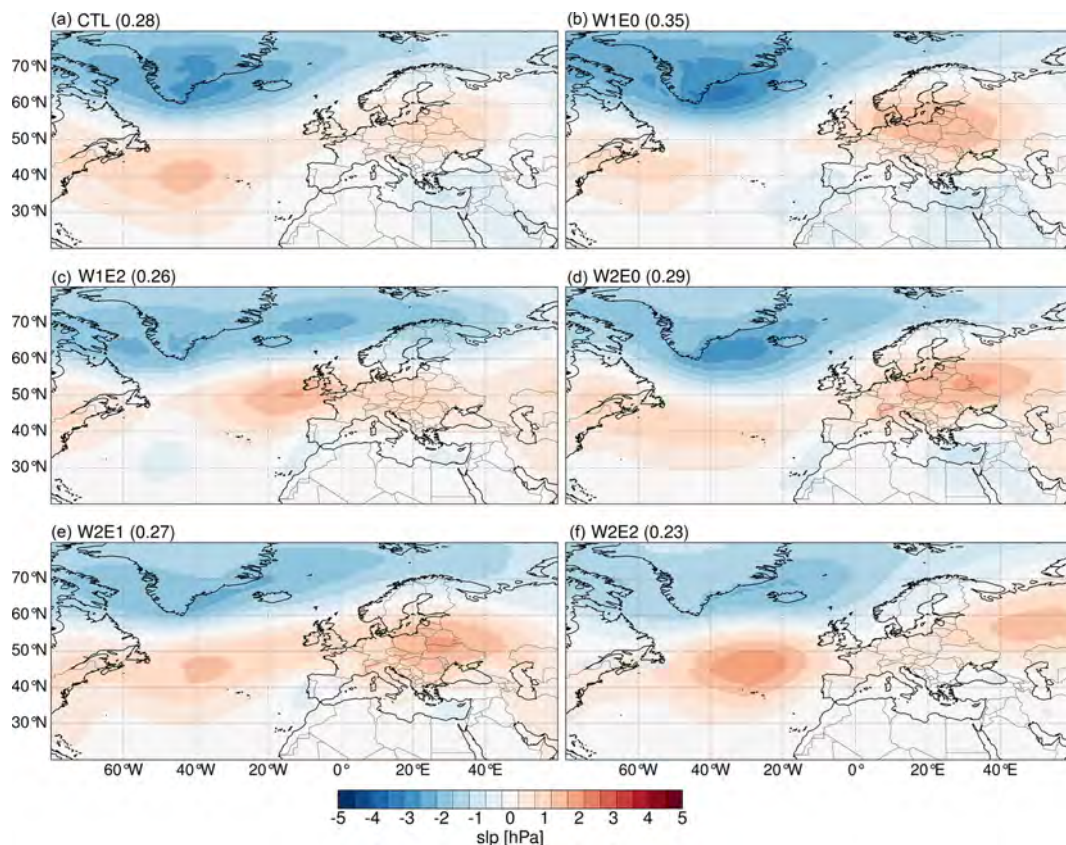 (a) CTL (0.28)
(b) W1E0 (0.35)
70°N
60°N
50°N
40°N
30°N
(c) W1E2 (0.26)
(d) W2E0 (0.29)
70°N
60°N
50°N
40°N
30°N
(e) W2E1 (0.27)
(f) W2E2 (0.23)
70°N
60°N
50°N
40°N
30°N
60°W 40°W 20°W 0° 20°E 40°E 60°W 40°W 20°W 0° 20°E 40°E
-5 -4 -3 -2 -1 0 1 2 3 4 5
slp [hPa]